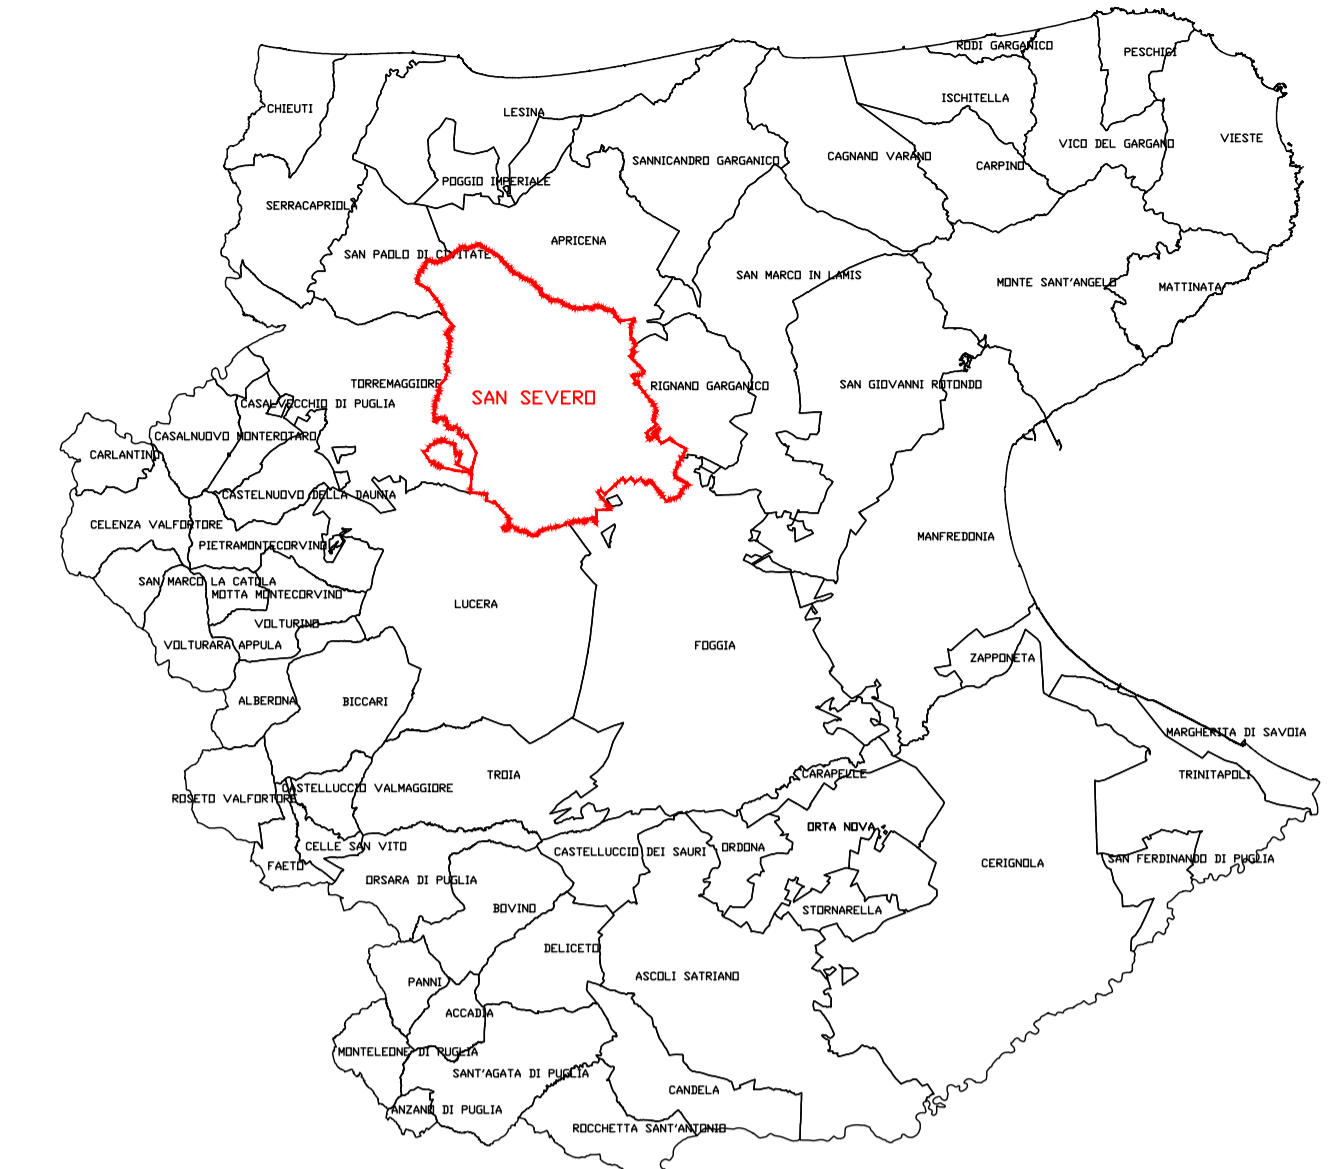 RODI GARGANICO
PESCHICI
ISCHITELLA
CHIEUTI
LESINA
VIESTE
VICO DEL GARGANO
CAGNANO VARANO
SANNICANDRO GARGANICO
CARPINO
POGGIO IMPERIALE
SERRACAPRIOLA
APRICENA
SAN PAOLO DI CIVITATE
SAN MARCO IN LAMIS
MONTE SANT'ANGELO
MATTINATA
TORREMAGGIORE
RIGNANO GARGANICO
SAN GIOVANNI ROTONDO
SAN SEVERO
CASALVECCHIO DI PUGLIA
CASALNUOVO MONTEROTARO
CARLANTINO
CASTELNUOVO DELLA DAUNIA
CELENZA VALFORTORE
MANFREDONIA
PIETRAMONTECORVINO
SAN MARCO LA CATOLA
MOTTA MONTECORVINO
LUCERA
VOLTURINO
VOLTURARA APPULA
FOGGIA
ZAPPONETA
ALBERONA
BICCARI
MARGHERITA DI SAVOIA
CARAPELLE
TROIA
TRINITAPOLI
CASTELLUCCIO VALMAGGIORE
ROSETO VALFORTORE
ORTA NOVA
CELLE SAN VITO
ORDONA
CASTELLUCCIO DEI SAURI
SAN FERDINANDO DI PUGLIA
CERIGNOLA
FAETO
ORSARA DI PUGLIA
BOVINO
STORNARELLA
DELICETO
ASCOLI SATRIANO
PANNI
ACCADIA
MONTELEONE DI PUGLIA
SANT'AGATA DI PUGLIA
CANDELA
ANZANO DI PUGLIA
ROCCHETTA SANT'ANTONIO